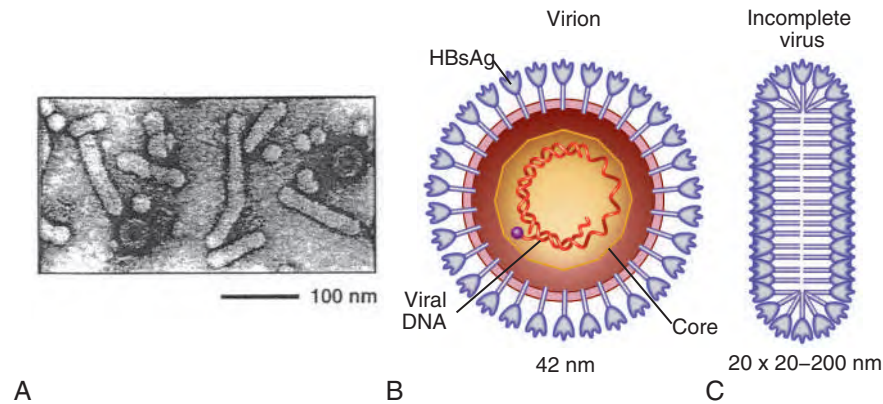 Virion
HBsAg
Incomplete
virus
100 nm
Viral
DNA
Core
42 nm
20 x 20–200 nm
A
B
C